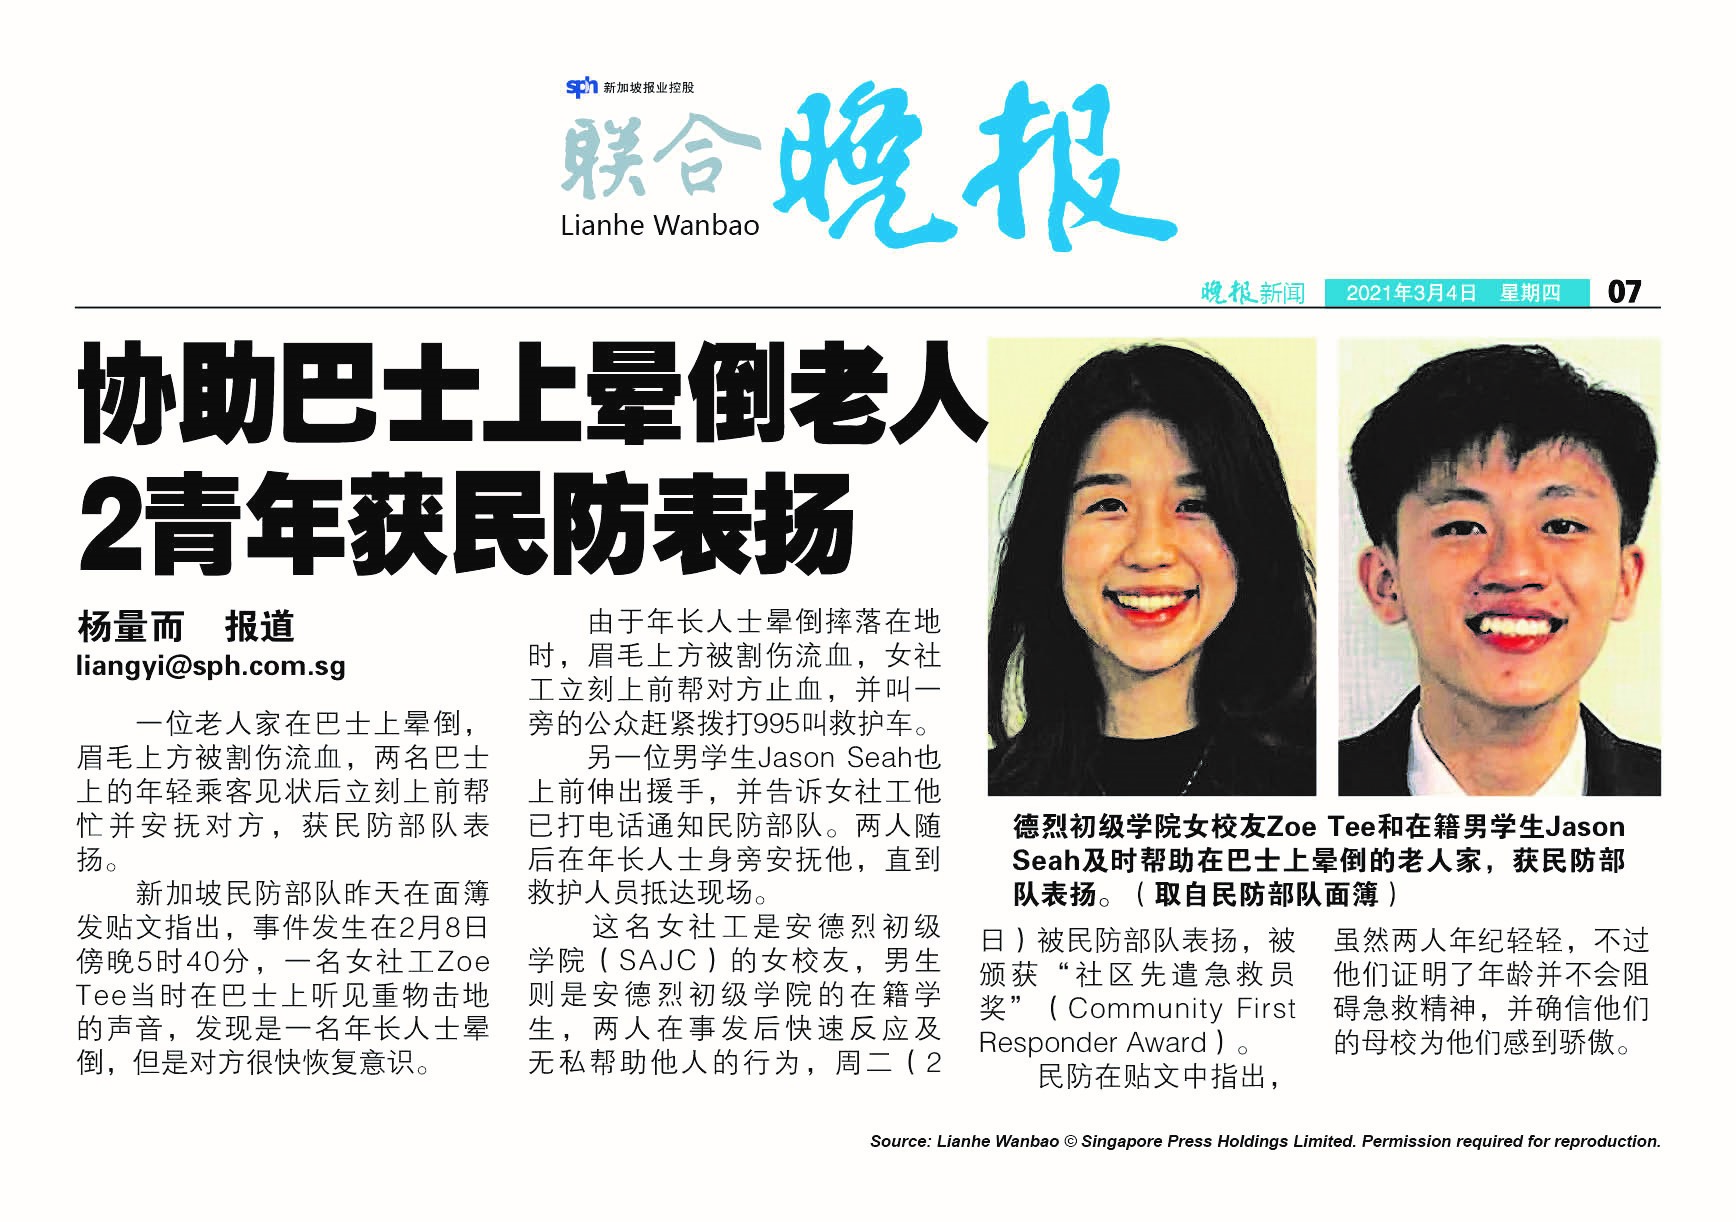 sph 新加坡报业控股
联合晚报
Lianhe Wanbao
晚报新闻 2021年3月4日 星期四 07
协助巴士上晕倒老人
2青年获民防表扬
杨量而 报道
liangyi@sph.com.sg
一位老人家在巴士上晕倒，
眉毛上方被割伤流血，两名巴士
上的年轻乘客见状后立刻上前帮
忙并安抚对方，获民防部队表
扬。
新加坡民防部队昨天在面簿
发贴文指出，事件发生在2月8日
傍晚5时40分，一名女社工Zoe
Tee当时在巴士上听见重物击地
的声音，发现是一名年长人士晕
倒，但是对方很快恢复意识。
由于年长人士晕倒摔落在地
时，眉毛上方被割伤流血，女社
工立刻上前帮对方止血，并叫一
旁的公众赶紧拨打995叫救护车。
另一位男学生Jason Seah也
上前伸出援手，并告诉女社工他
已打电话通知民防部队。两人随
后在年长人士身旁安抚他，直到
救护人员抵达现场。
这名女社工是安德烈初级
学院（SAJC）的女校友，男生
则是安德烈初级学院的在籍学
生，两人在事发后快速反应及
无私帮助他人的行为，周二（2
德烈初级学院女校友Zoe Tee和在籍男学生Jason
Seah及时帮助在巴士上晕倒的老人家，获民防部
队表扬。（取自民防部队面簿）
日）被民防部队表扬，被
颁获“社区先遣急救员
奖”（Community First
Responder Award）。
民防在贴文中指出，
虽然两人年纪轻轻，不过
他们证明了年龄并不会阻
碍急救精神，并确信他们
的母校为他们感到骄傲。
Source: Lianhe Wanbao © Singapore Press Holdings Limited. Permission required for reproduction.